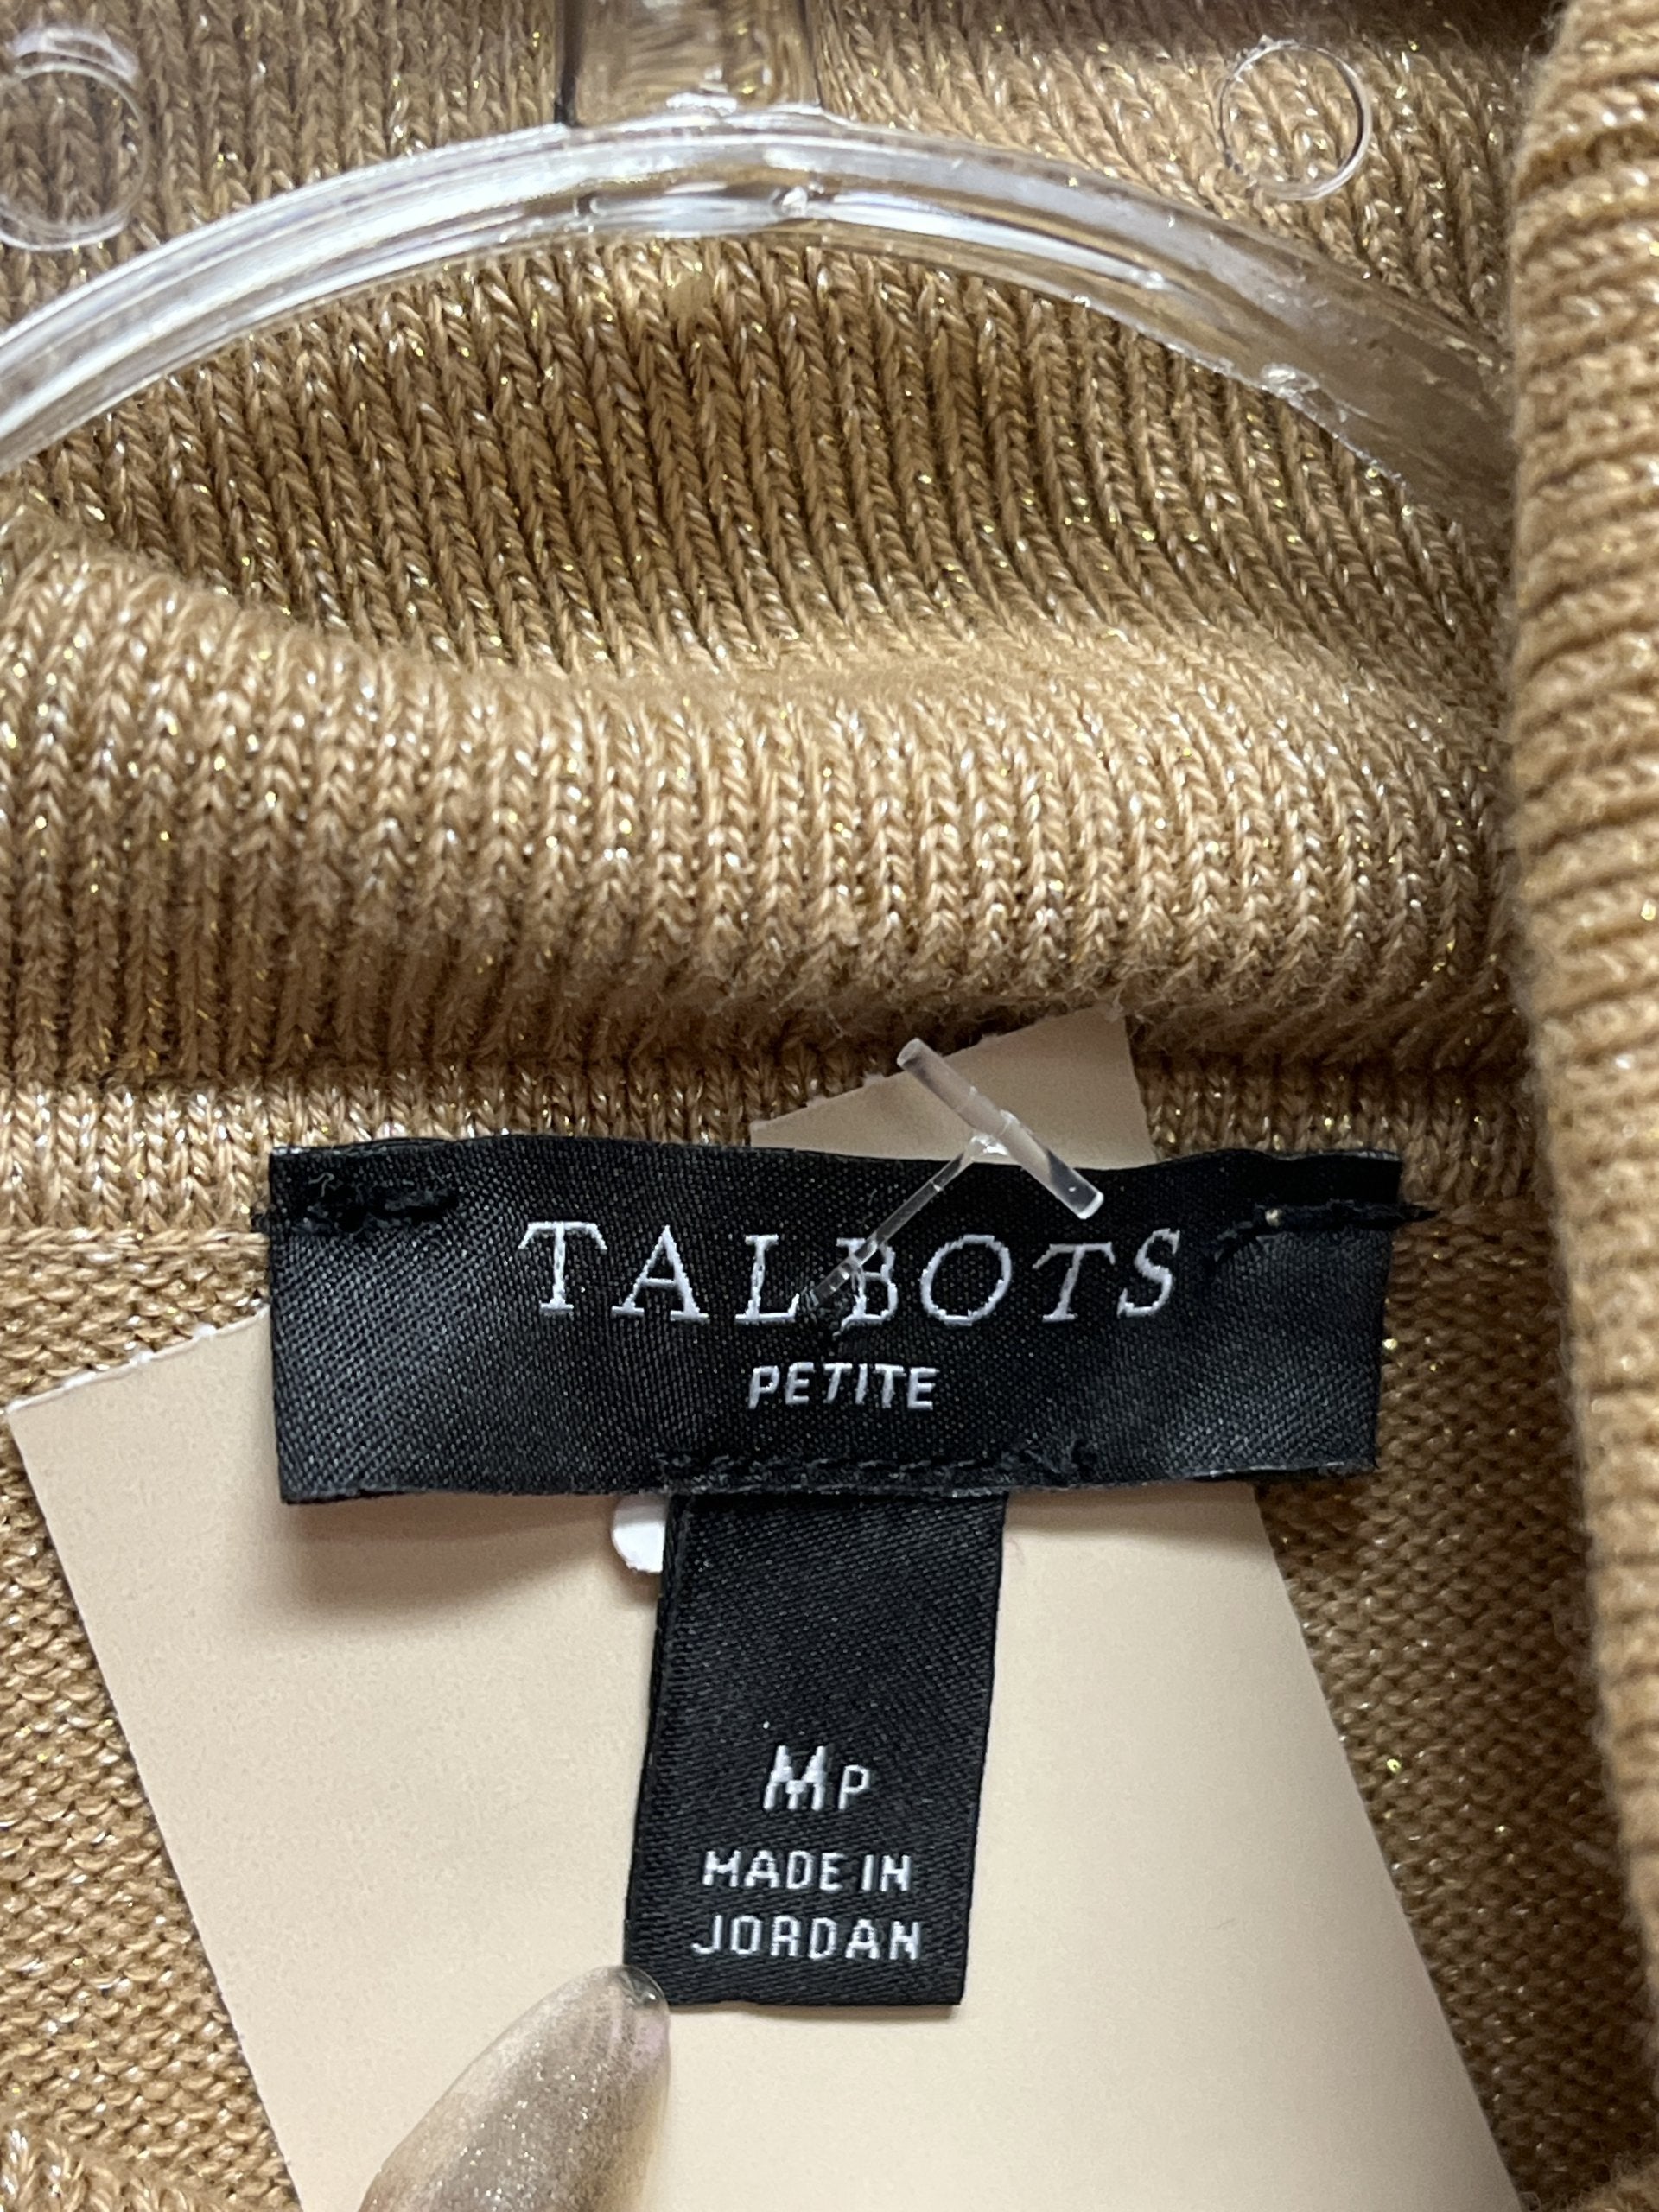 TALBOTS
PETITE
MP
MADE IN
JORDAN